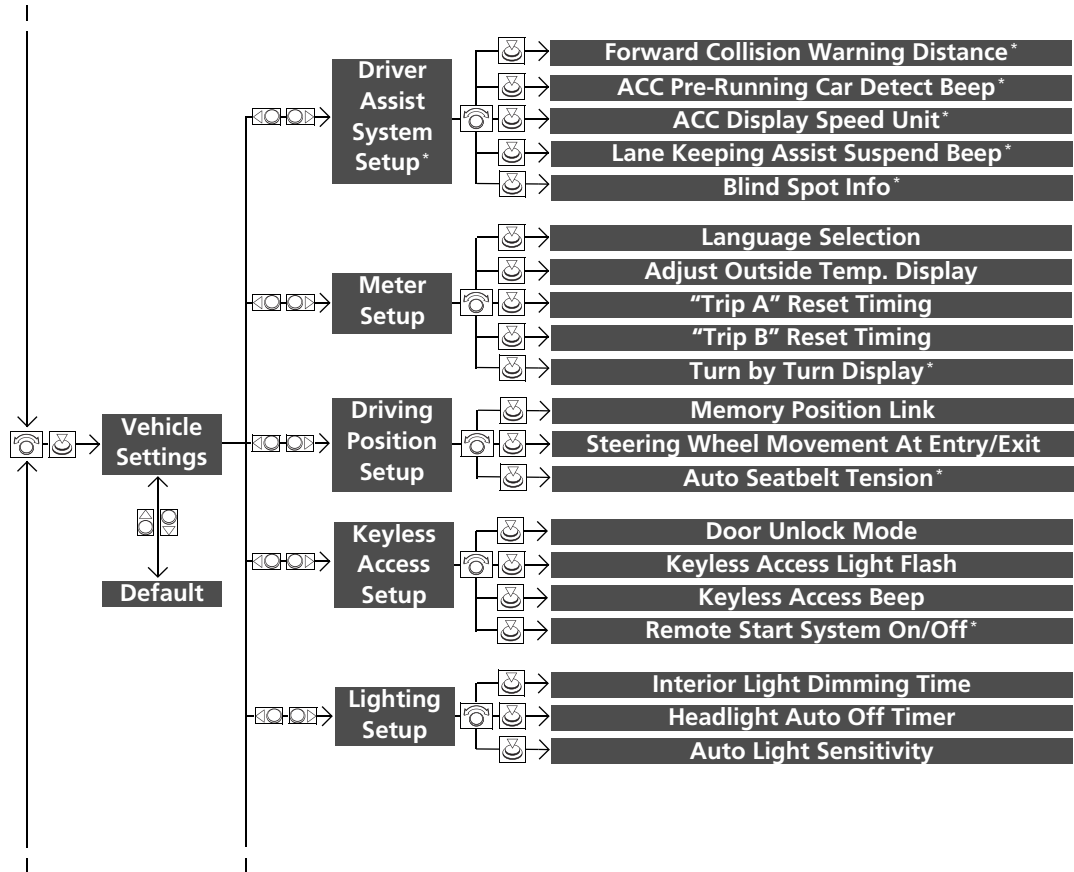 Driver
Assist
System
Setup*
Forward Collision Warning Distance*
ACC Pre-Running Car Detect Beep*
ACC Display Speed Unit*
Lane Keeping Assist Suspend Beep*
Blind Spot Info*
Meter
Setup
Language Selection
Adjust Outside Temp. Display
“Trip A” Reset Timing
“Trip B” Reset Timing
Turn by Turn Display*
Vehicle
Settings
Default
Driving
Position
Setup
Memory Position Link
Steering Wheel Movement At Entry/Exit
Auto Seatbelt Tension*
Keyless
Access
Setup
Door Unlock Mode
Keyless Access Light Flash
Keyless Access Beep
Remote Start System On/Off*
Lighting
Setup
Interior Light Dimming Time
Headlight Auto Off Timer
Auto Light Sensitivity